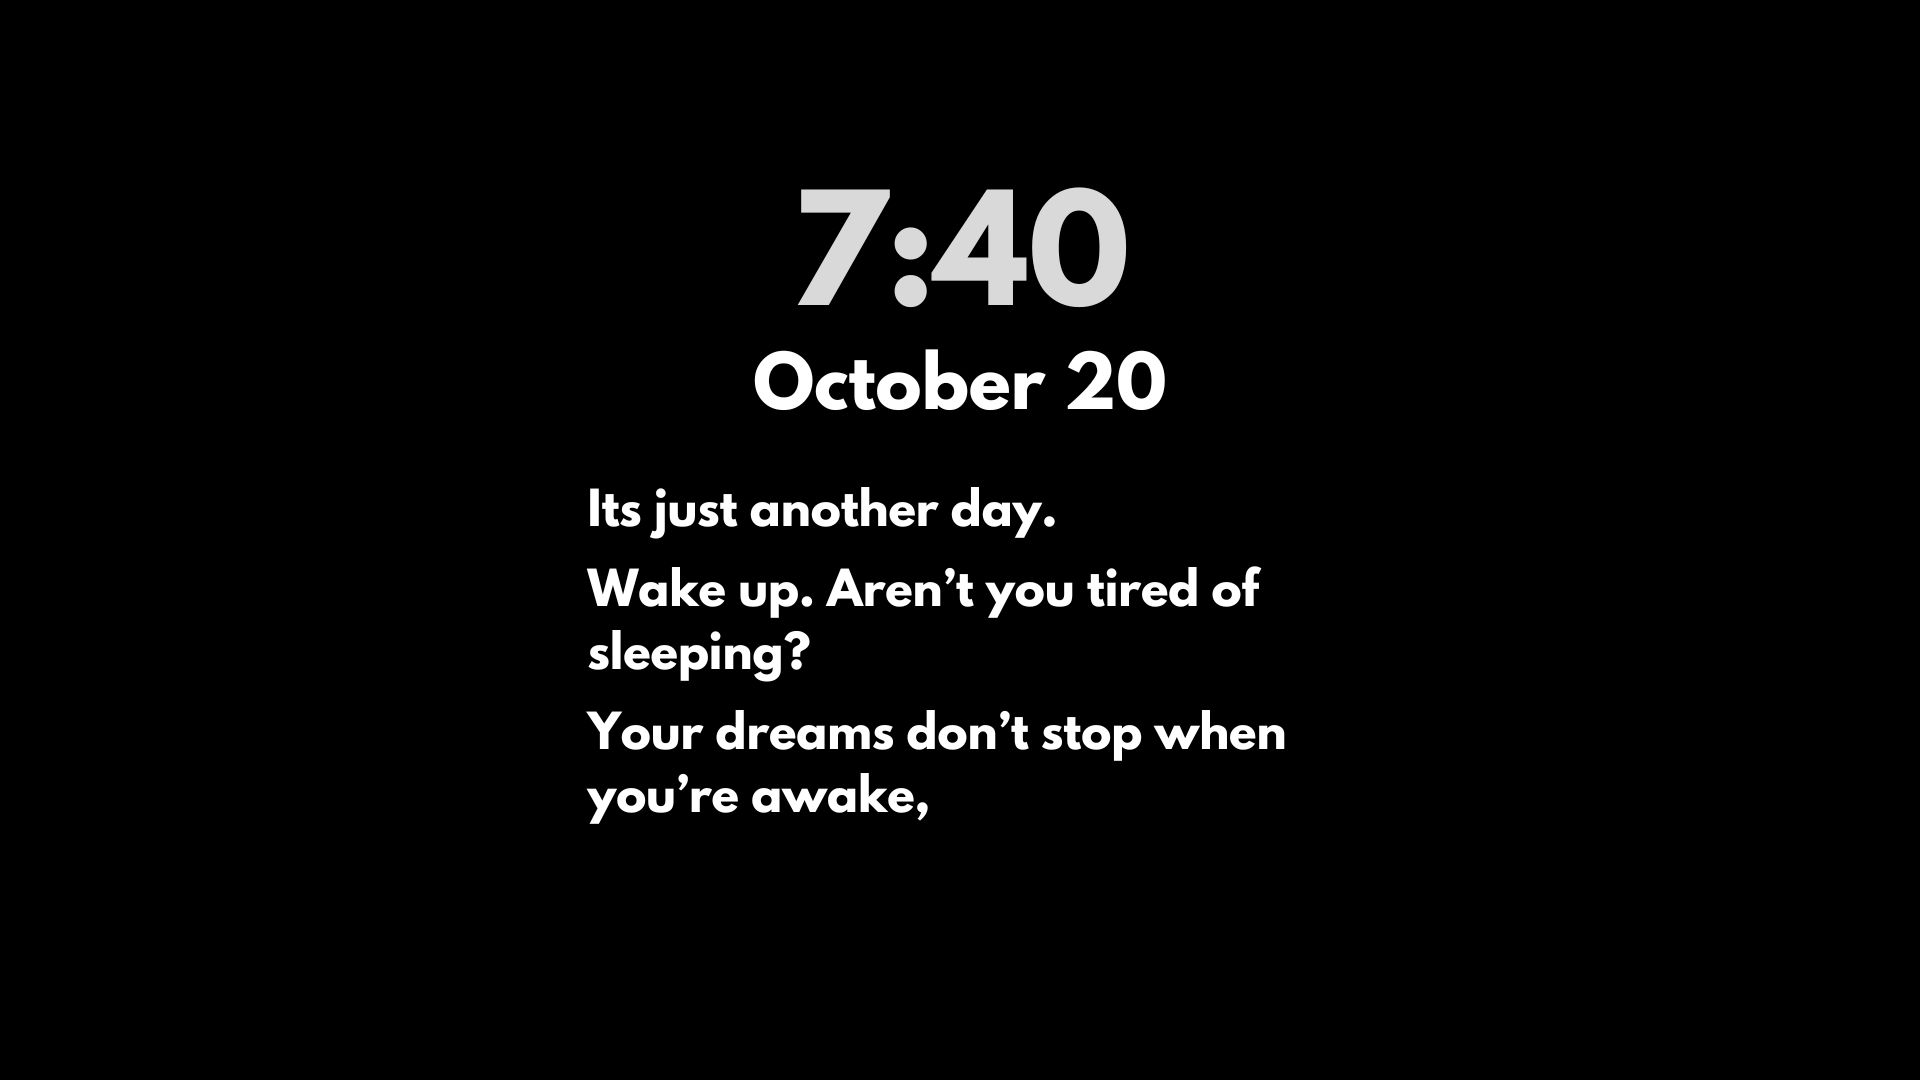 7:40
October 20
Its just another day.
Wake up. Aren’t you tired of
sleeping?
Your dreams don’t stop when
you’re awake,